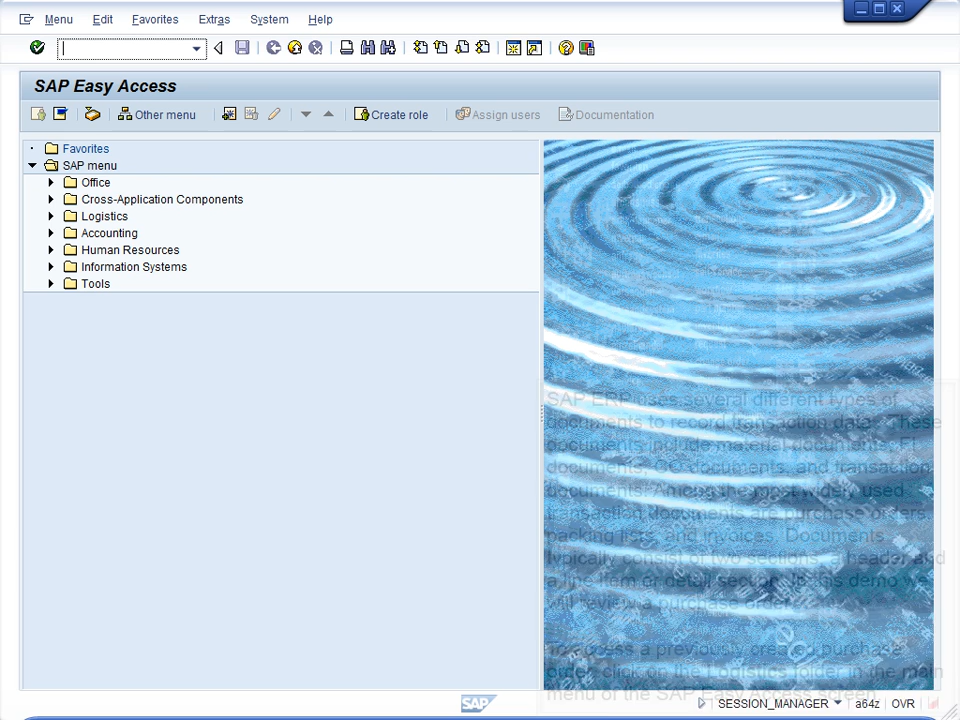 Menu Edit Favorites Extras System Help
SAP Easy Access
Other menu Create role Assign users Documentation
Favorites
SAP menu
Office
Cross-Application Components
Logistics
Accounting
Human Resources
Information Systems
Tools
SAP ERP uses several different types of
documents to record transaction data. These
documents include material documents, FI
documents, CO documents, and transaction
documents. Among the most widely used
transaction documents are purchase orders,
packing lists, and invoices. Documents
typically consist of two sections, a header and
a line item or detail section. In this demo we
will review a purchase order.
To access a previously created purchase
order, click on the Logistics folder in the main
menu of the SAP Easy Access screen.
SAP SESSION_MANAGER a64z OVR